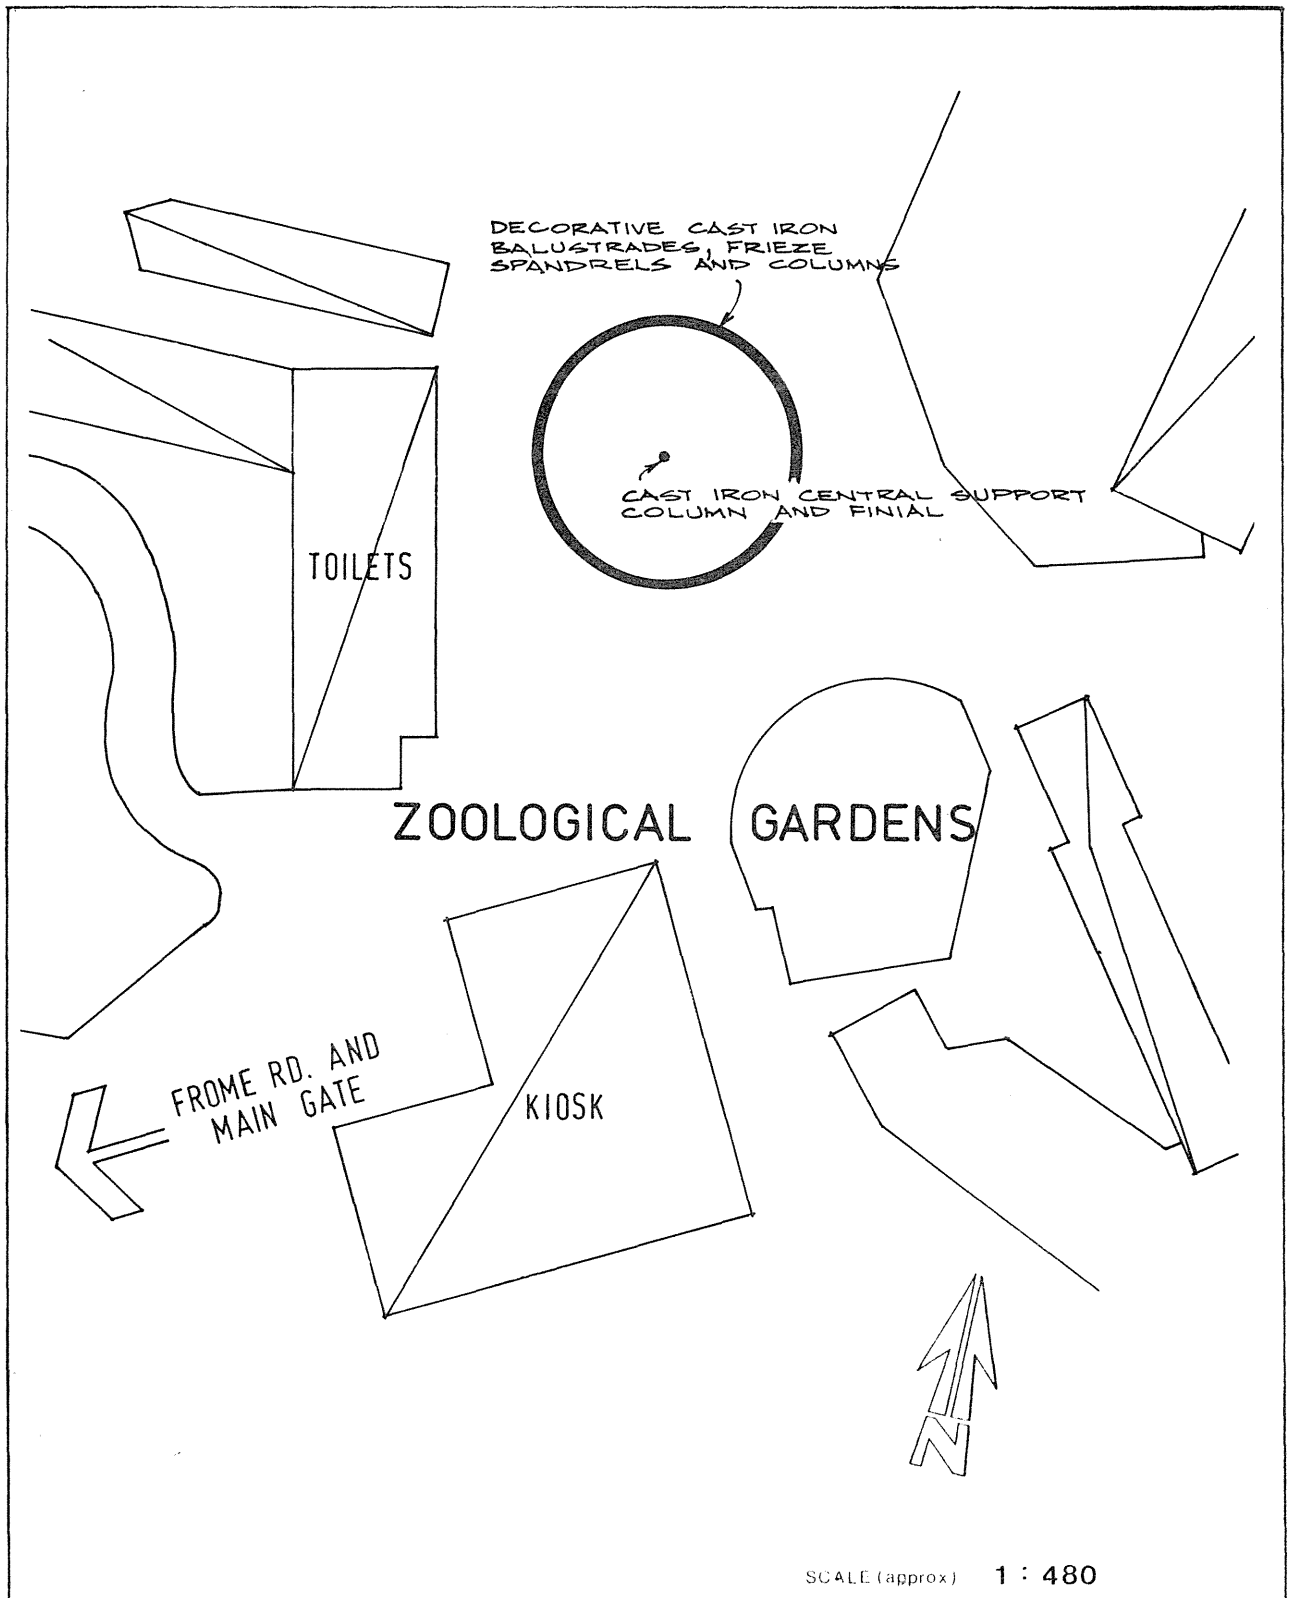 DECORATIVE CAST IRON
BALUSTRADES, FRIEZE
SPANDRELS AND COLUMNS
CAST IRON CENTRAL SUPPORT
COLUMN AND FINIAL
TOILETS
ZOOLOGICAL GARDENS
FROME RD. AND
MAIN GATE
KIOSK
N
SCALE (approx) 1 : 480